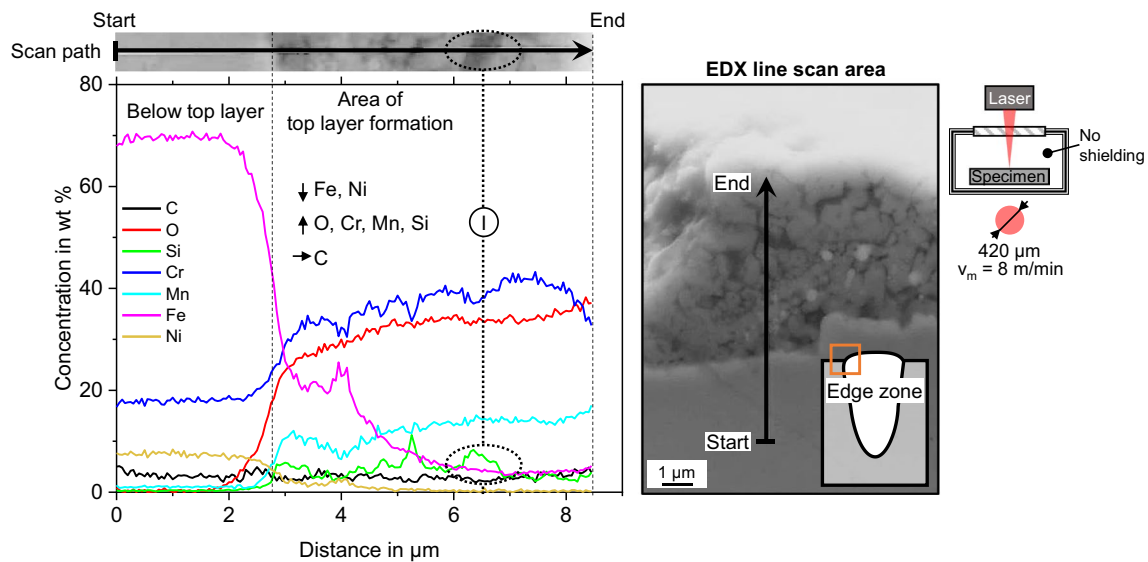 Start
End
Scan path
80
60
40
20
0
Concentration in wt %
Below top layer
Area of
top layer formation
↓ Fe, Ni
↑ O, Cr, Mn, Si
→ C
I
C
O
Si
Cr
Mn
Fe
Ni
0
2
4
6
8
Distance in µm
EDX line scan area
End
Start
1 µm
Edge zone
Laser
No
shielding
Specimen
420 µm
vm = 8 m/min